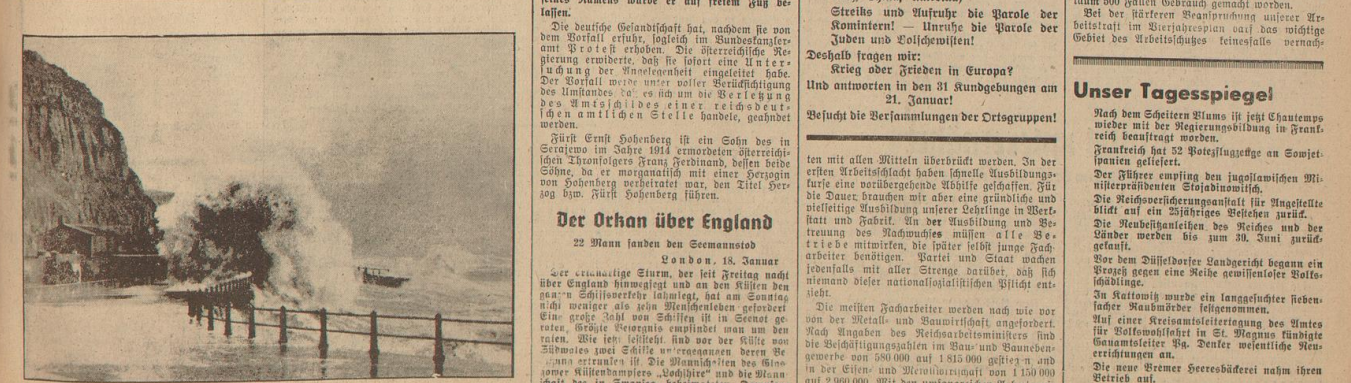 seines Namens wurde er auf freiem Fuß be-
lassen.
Die deutsche Gesandtschaft hat, nachdem sie von
dem Vorfall erfuhr, sogleich im Bundeskanzler-
amt Protest erhoben. Die österreichische Re-
gierung erwiderte, daß sie sofort eine Unter-
suchung der Angelegenheit eingeleitet habe.
Der Vorfall werde unter voller Berücksichtigung
des Umstandes, daß es sich um die Verletzung
des Amtsschildes einer reichsdeut-
schen amtlichen Stelle handele, geahndet
werden.
Fürst Ernst Hohenberg ist ein Sohn des in
Serajewo im Jahre 1914 ermordeten österreichi-
schen Thronfolgers Franz Ferdinand, dessen beide
Söhne, da er morganatisch mit einer Herzogin
von Hohenberg verheiratet war, den Titel Her-
zog bzw. Fürst Hohenberg führen.
Der Orkan über England
22 Mann fanden den Seemannstod
London, 18. Januar
Der orkanartige Sturm, der seit Freitag nacht
über England hinwegfegt und an den Küsten den
ganzen Schiffsverkehr lahmlegt, hat am Sonntag
nicht weniger als zehn Menschenleben gefordert
Eine große Zahl von Schiffen ist in Seenot ge-
raten. Größte Besorgnis empfindet man um den
Wie jetzt feststeht, sind vor der Küste von
Südwales zwei Schiffe untergegangen deren Be-
ertrunken ist. Die Mannschaften des Glas-
gower Küstendampfers „Lochshire" und die Mann-
Streiks und Aufruhr die Parole der
Komintern! — Unruhe die Parole der
Juden und Bolschewisten!
Deshalb fragen wir:
Krieg oder Frieden in Europa?
Und antworten in den 31 Kundgebungen am
21. Januar!
Besucht die Versammlungen der Ortsgruppen!
ten mit allen Mitteln überbrückt werden. In der
ersten Arbeitsschlacht haben schnelle Ausbildungs-
kurse eine vorübergehende Abhilfe geschaffen. Für
die Dauer brauchen wir aber eine gründliche und
vielseitige Ausbildung unserer Lehrlinge in Werk-
statt und Fabrik. An der Ausbildung und Be-
treuung des Nachwuchses müssen alle Be-
triebe mitwirken, die später selbst junge Fach-
arbeiter benötigen. Partei und Staat wachen
jedenfalls mit aller Strenge darüber, daß sich
niemand dieser nationalsozialistischen Pflicht ent-
zieht.
Die meisten Facharbeiter werden nach wie vor
von der Metall- und Bauwirtschaft angefordert.
Nach Angaben des Reichsarbeitsministers sind
die Beschäftigungszahlen im Bau- und Bauneben-
gewerbe von 580 000 auf 1 815 000 gestiegen und
in der Eisen- und Metallwirtschaft von 1 150 000
auf 2 960 000. Mit den
kaum 800 Fällen Gebrauch gemacht worden.
Bei der stärkeren Beanspruchung unserer Ar-
beitskraft im Vierjahresplan darf das wichtige
Gebiet des Arbeitsschutzes keinesfalls vernach-
Unser Tagesspiegel
Nach dem Scheitern Blums ist jetzt Chautemps
wieder mit der Regierungsbildung in Frank-
reich beauftragt worden.
Frankreich hat 52 Potezflugzeuge an Sowjet-
spanien geliefert.
Der Führer empfing den jugoslawischen Mi-
nisterpräsidenten Stojadinowitsch.
Die Reichsversicherungsanstalt für Angestellte
blickt auf ein 25jähriges Bestehen zurück.
Die Neubesitzanleihen des Reiches und der
Länder werden bis zum 30. Juni zurück-
gekauft.
Vor dem Düsseldorfer Landgericht begann ein
Prozeß gegen eine Reihe gewissenloser Volks-
schädlinge.
In Kattowitz wurde ein langgesuchter sieben-
facher Raubmörder festgenommen.
Auf einer Kreisamtsleitertagung des Amtes
für Volkswohlfahrt in St. Magnus kündigte
Gauamtsleiter Pg. Denker wesentliche Neu-
errichtungen an.
Die neue Bremer Heeresbäckerei nahm ihren
Betrieb auf.